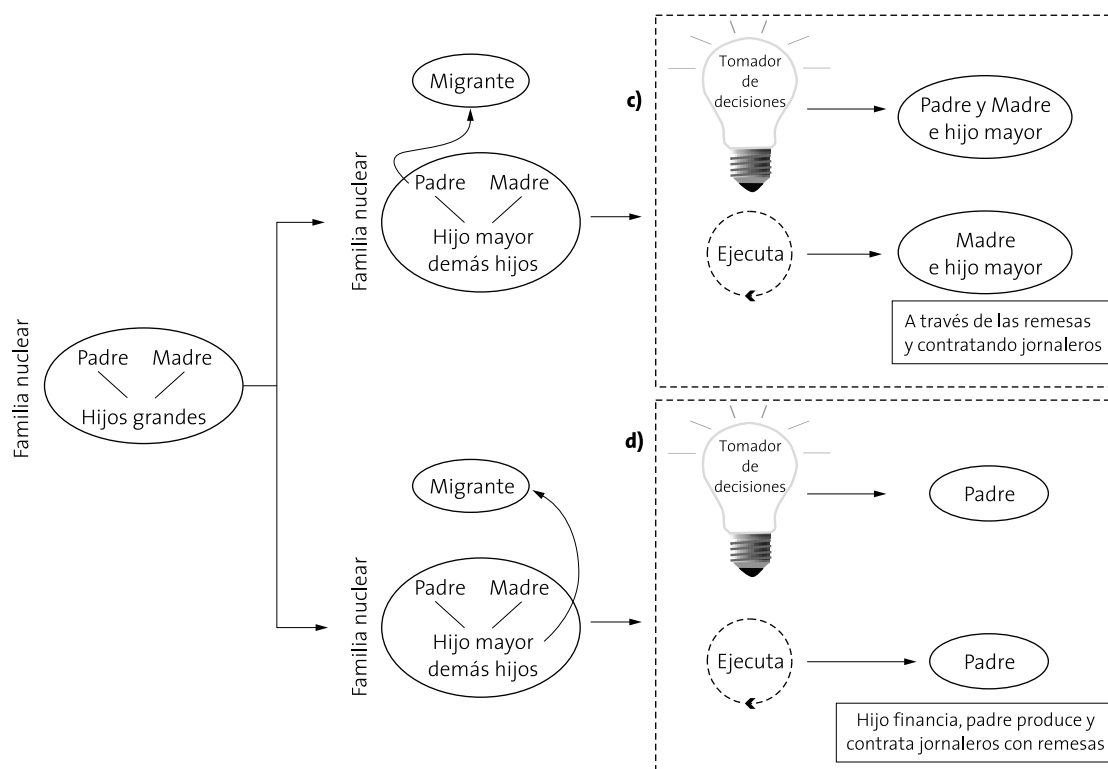 Familia nuclear
Padre Madre
Hijos grandes
Migrante
Familia nuclear
Padre Madre
Hijo mayor
demás hijos
c)
Tomador
de
decisiones
Padre y Madre
e hijo mayor
Ejecuta
Madre
e hijo mayor
A través de las remesas
y contratando jornaleros
Migrante
Familia nuclear
Padre Madre
Hijo mayor
demás hijos
d)
Tomador
de
decisiones
Padre
Ejecuta
Padre
Hijo financia, padre produce y
contrata jornaleros con remesas